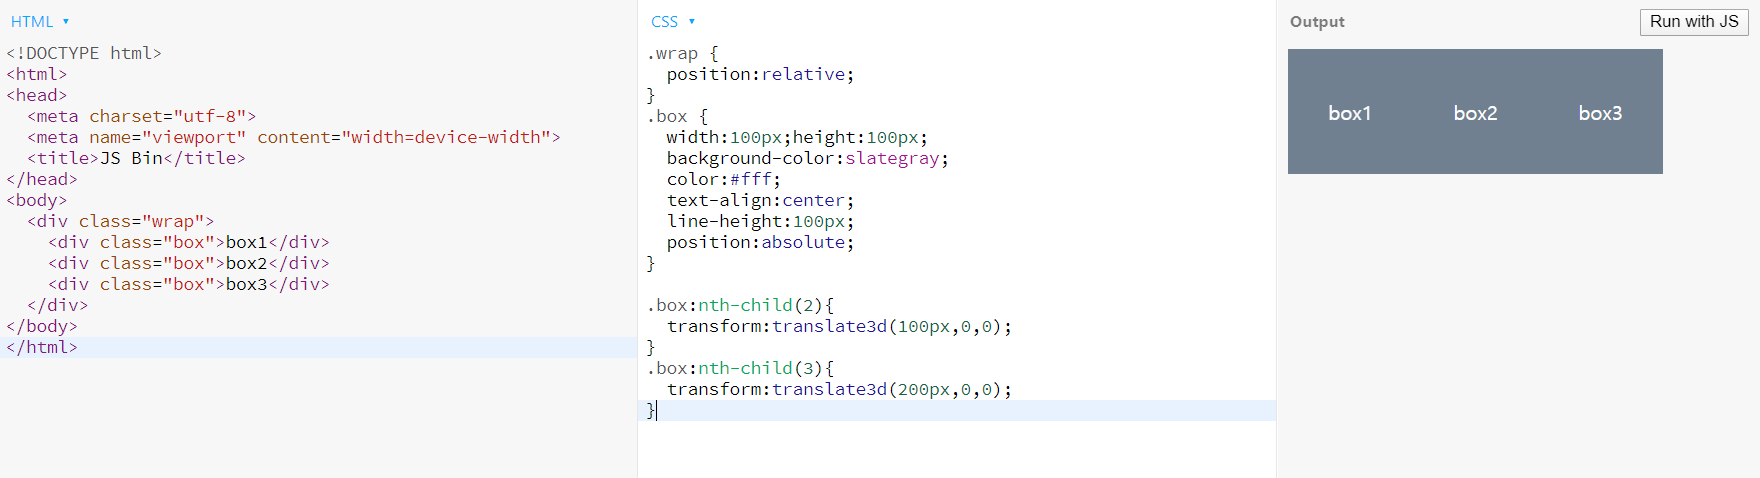 HTML ▾
<!DOCTYPE html>
<html>
<head>
  <meta charset="utf-8">
  <meta name="viewport" content="width=device-width">
  <title>JS Bin</title>
</head>
<body>
  <div class="wrap">
    <div class="box">box1</div>
    <div class="box">box2</div>
    <div class="box">box3</div>
  </div>
</body>
</html>
CSS ▾
.wrap {
  position:relative;
}
.box {
  width:100px;height:100px;
  background-color:slategray;
  color:#fff;
  text-align:center;
  line-height:100px;
  position:absolute;
}

.box:nth-child(2){
  transform:translate3d(100px,0,0);
}
.box:nth-child(3){
  transform:translate3d(200px,0,0);
}
Output Run with JS
box1 box2 box3